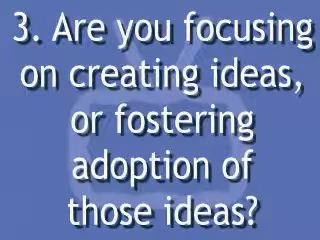 3. Are you focusing
on creating ideas,
or fostering
adoption of
those ideas?